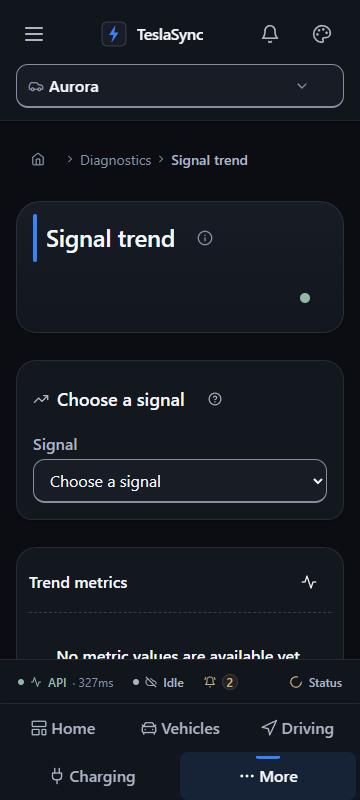 TeslaSync
Aurora
Diagnostics
Signal trend
Signal trend
Choose a signal
Signal
Choose a signal
Trend metrics
No metric values are available yet
API · 327ms
Idle
2
Status
Home
Vehicles
Driving
Charging
More